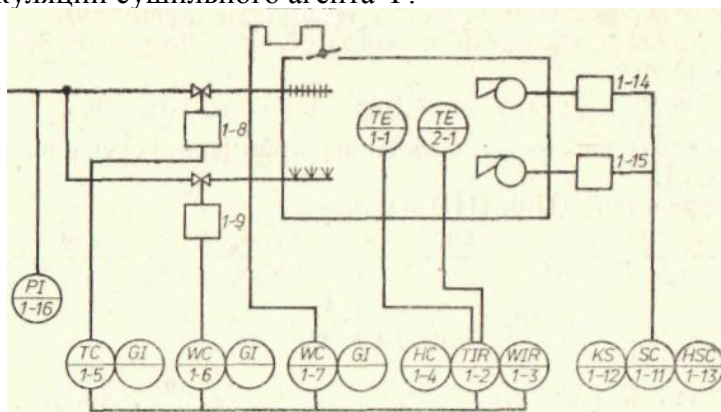 куляции сушильного агента T?
1-14
TE
1-1
TE
2-1
1-8
1-15
1-9
PI
1-16
TC
1-5
GI
WC
1-6
GI
WC
1-7
GI
HC
1-4
TIR
1-2
WIR
1-3
KS
1-12
SC
1-11
HSC
1-13